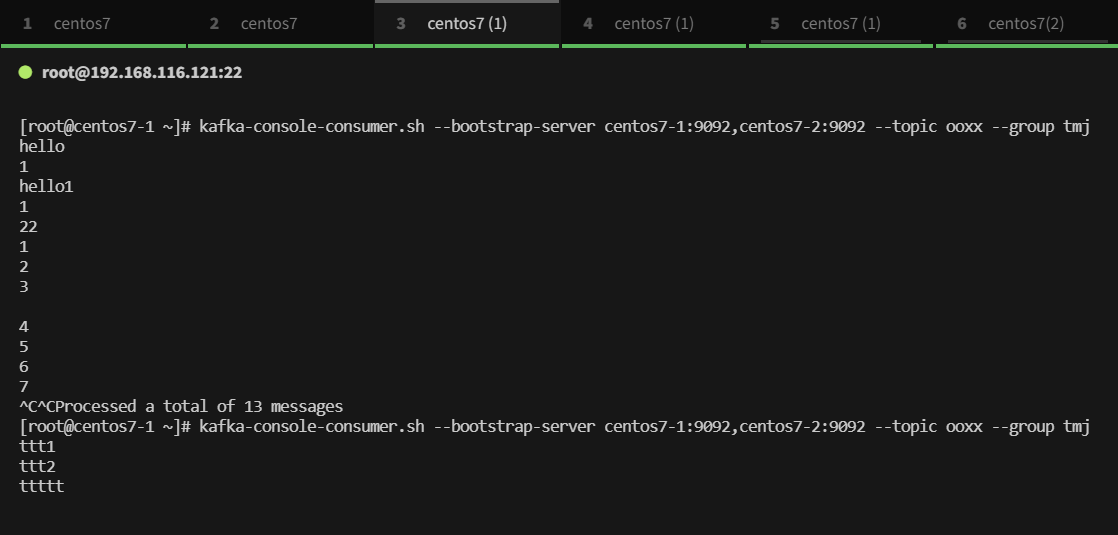 1 centos7 2 centos7 3 centos7 (1) 4 centos7 (1) 5 centos7 (1) 6 centos7(2)
root@192.168.116.121:22
[root@centos7-1 ~]# kafka-console-consumer.sh --bootstrap-server centos7-1:9092,centos7-2:9092 --topic ooxx --group tmj
hello
1
hello1
1
22
1
2
3

4
5
6
7
^C^CProcessed a total of 13 messages
[root@centos7-1 ~]# kafka-console-consumer.sh --bootstrap-server centos7-1:9092,centos7-2:9092 --topic ooxx --group tmj
ttt1
ttt2
ttttt